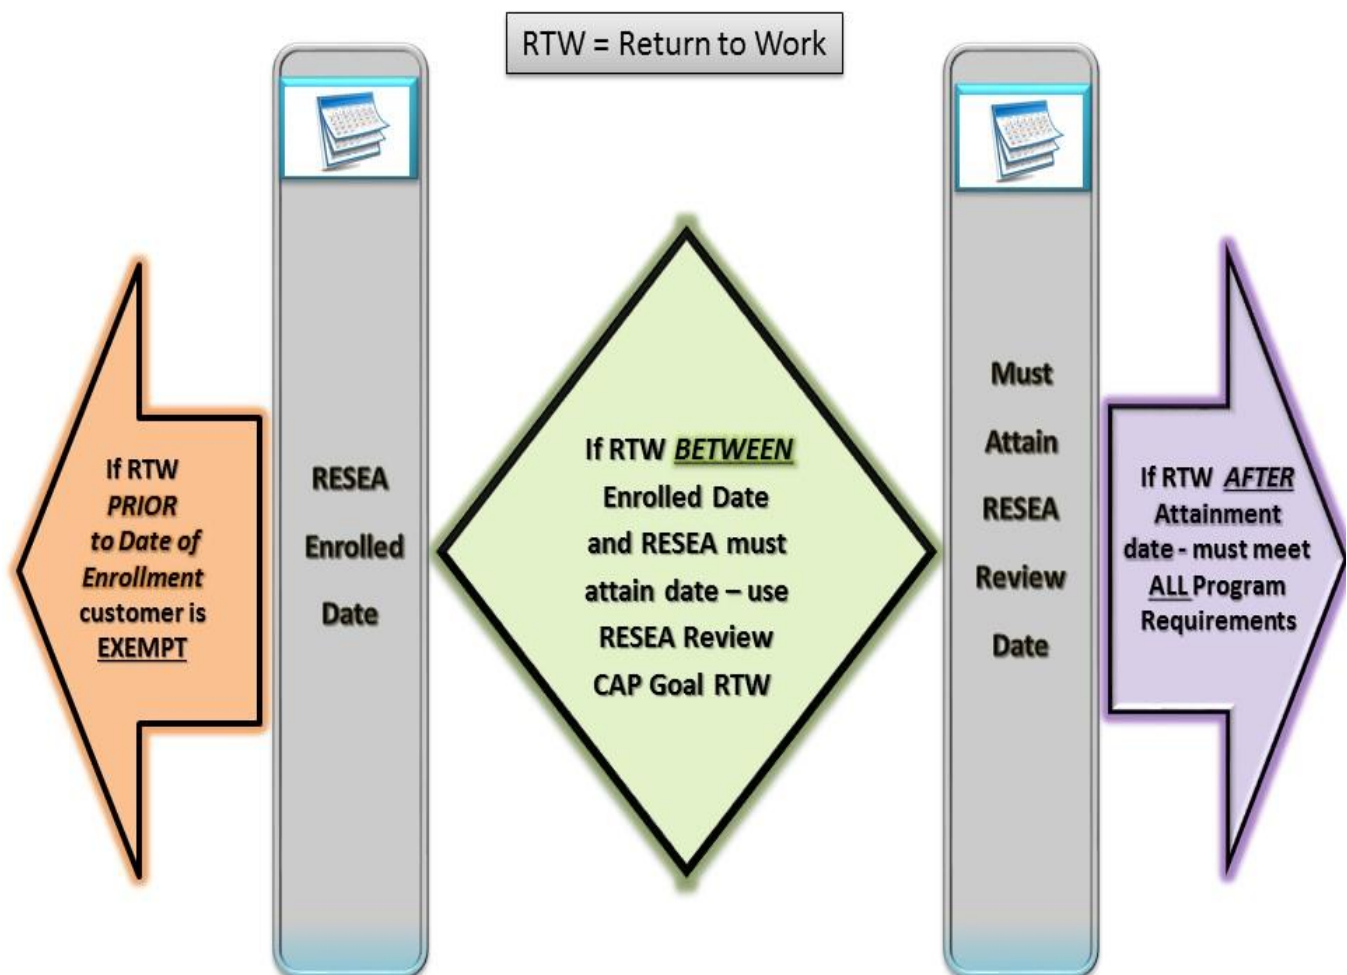 RTW = Return to Work
If RTW
PRIOR
to Date of
Enrollment
customer is
EXEMPT
RESEA
Enrolled
Date
If RTW BETWEEN
Enrolled Date
and RESEA must
attain date – use
RESEA Review
CAP Goal RTW
Must
Attain
RESEA
Review
Date
If RTW AFTER
Attainment
date - must meet
ALL Program
Requirements